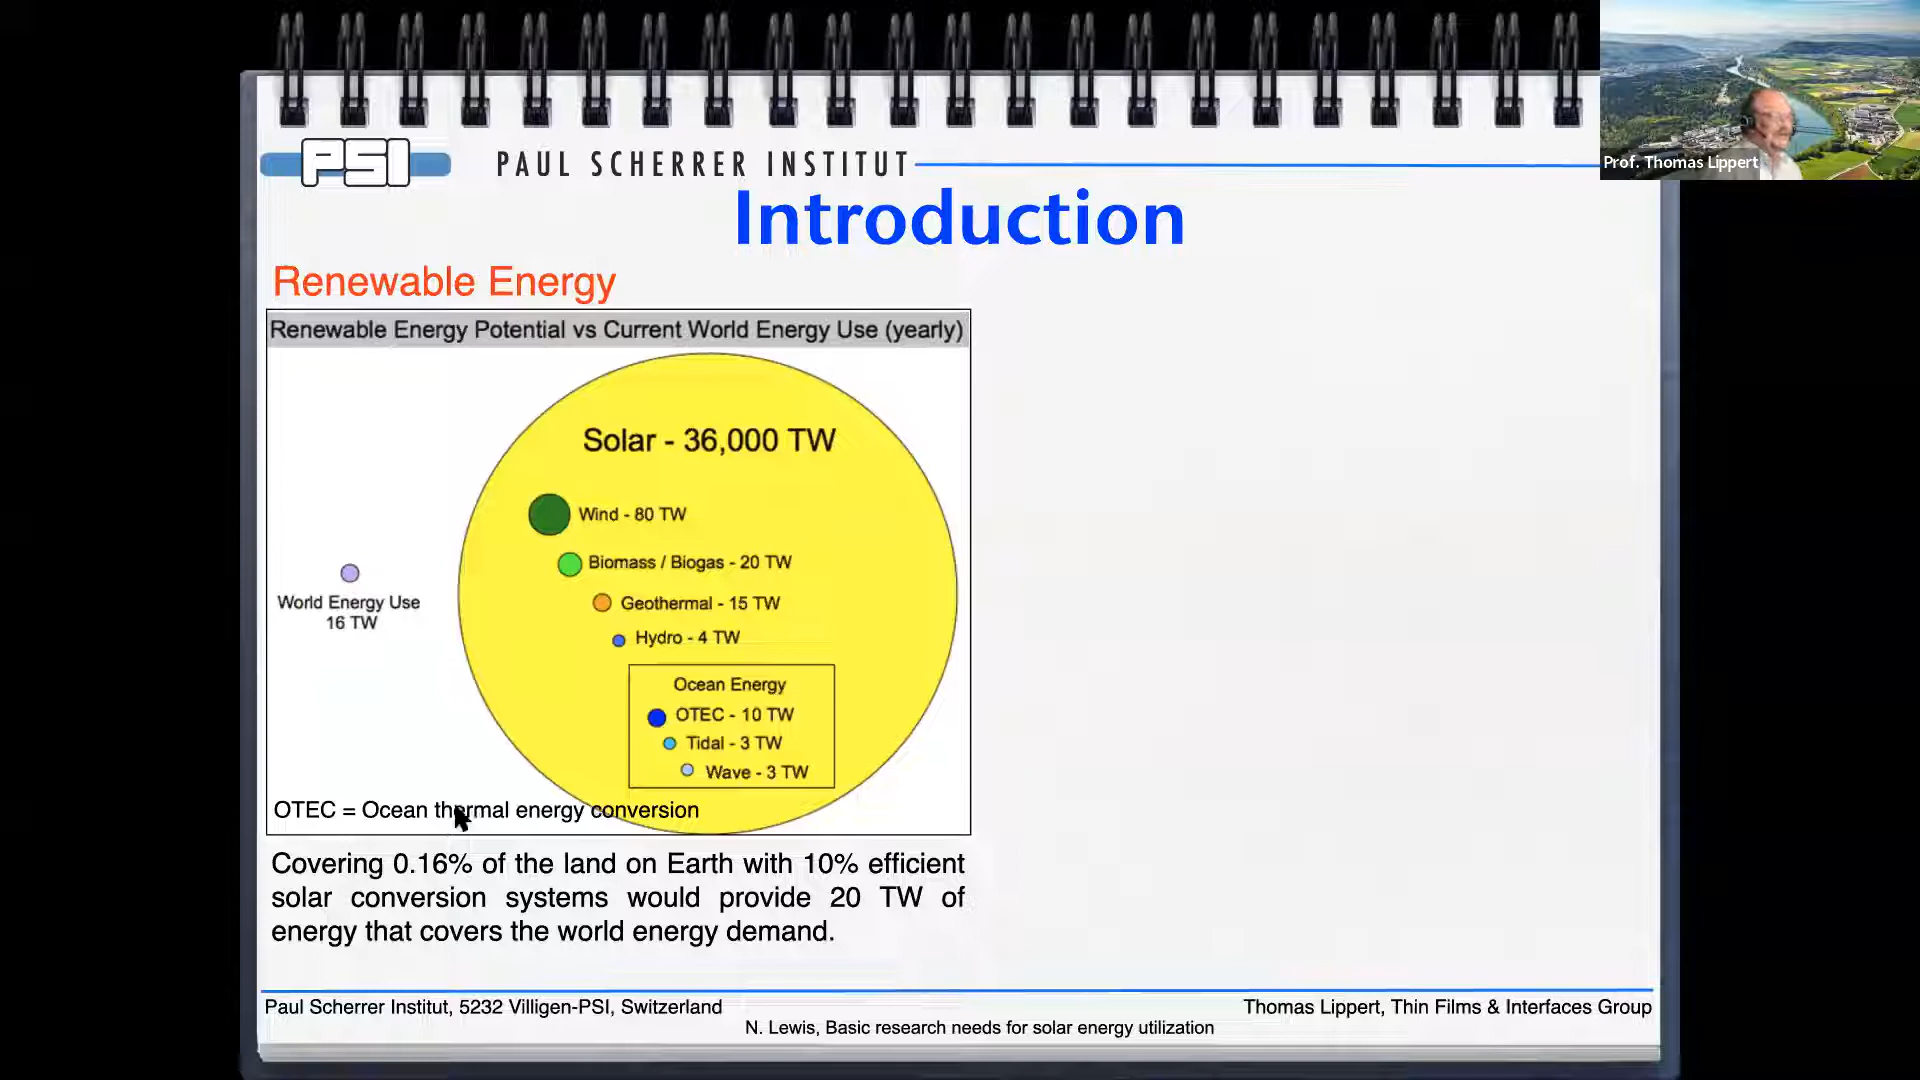 PSI
PAUL SCHERRER INSTITUT
Prof. Thomas Lippert
Introduction
Renewable Energy
Renewable Energy Potential vs Current World Energy Use (yearly)
Solar - 36,000 TW
Wind - 80 TW
Biomass / Biogas - 20 TW
Geothermal - 15 TW
Hydro - 4 TW
World Energy Use
16 TW
Ocean Energy
OTEC - 10 TW
Tidal - 3 TW
Wave - 3 TW
OTEC = Ocean thermal energy conversion
Covering 0.16% of the land on Earth with 10% efficient
solar conversion systems would provide 20 TW of
energy that covers the world energy demand.
Paul Scherrer Institut, 5232 Villigen-PSI, Switzerland
Thomas Lippert, Thin Films & Interfaces Group
N. Lewis, Basic research needs for solar energy utilization